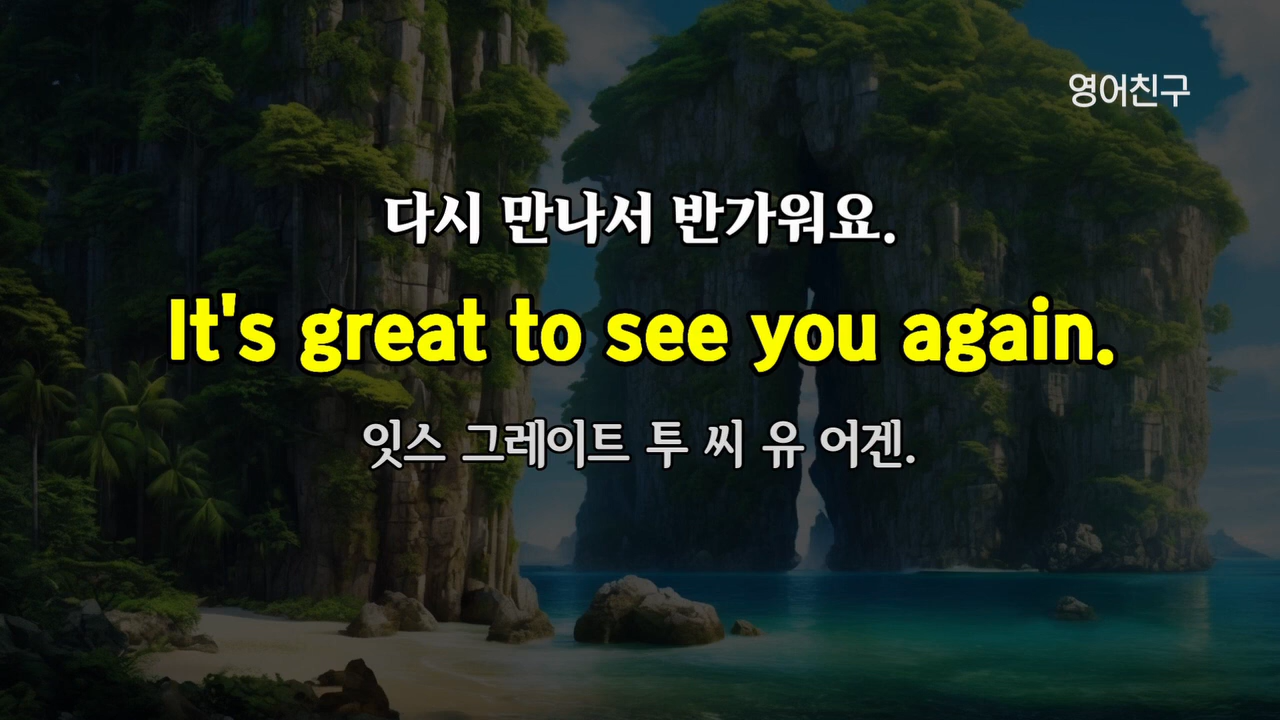 영어친구
다시 만나서 반가워요.
It's great to see you again.
잇스 그레이트 투 씨 유 어겐.